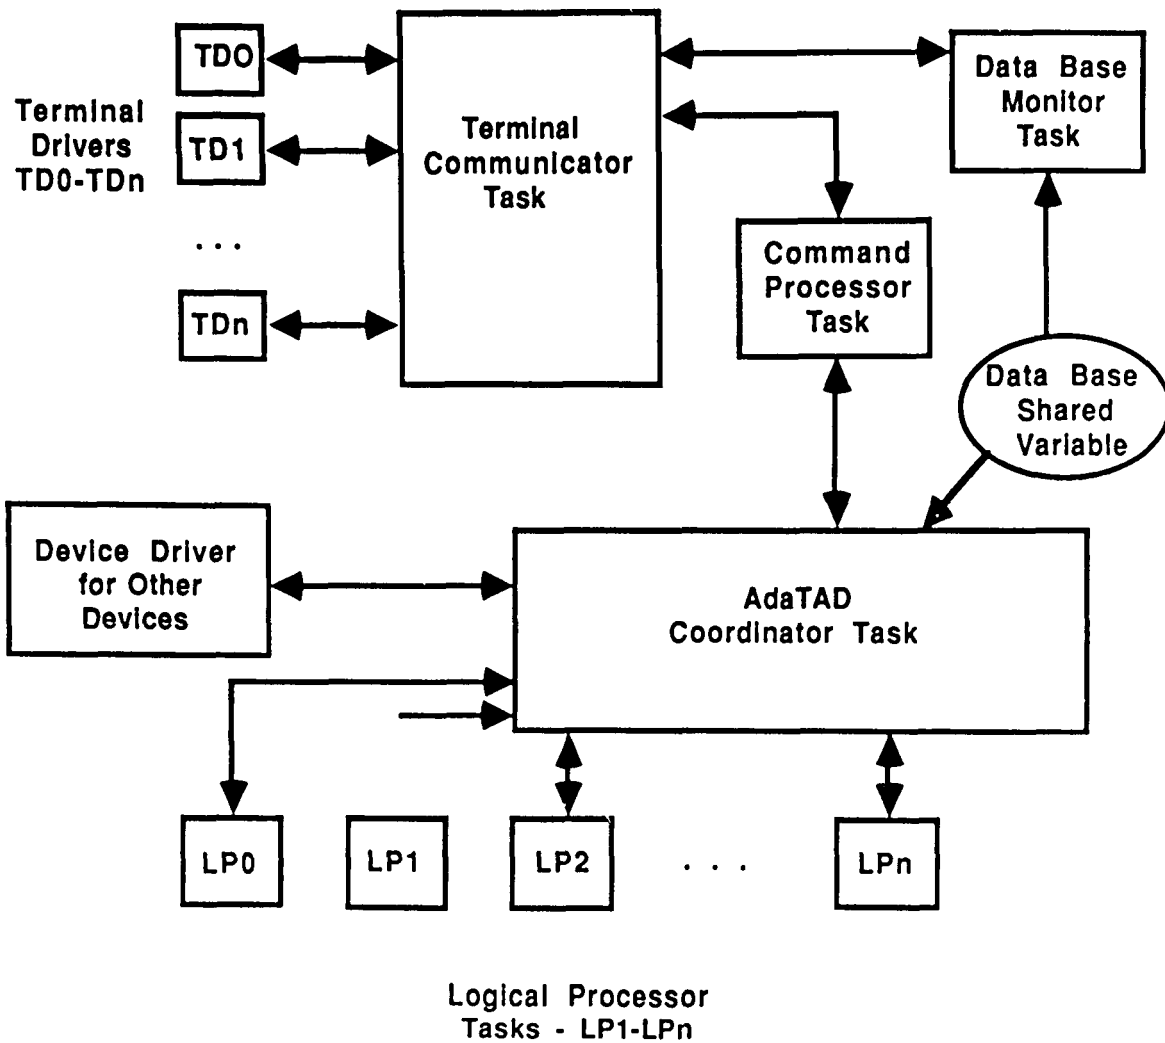 TD0
Terminal
Drivers
TD0-TDn
TD1
. . .
TDn
Terminal
Communicator
Task
Data Base
Monitor
Task
Command
Processor
Task
Data Base
Shared
Variable
Device Driver
for Other
Devices
AdaTAD
Coordinator Task
LP0
LP1
LP2
. . .
LPn
Logical Processor
Tasks - LP1-LPn